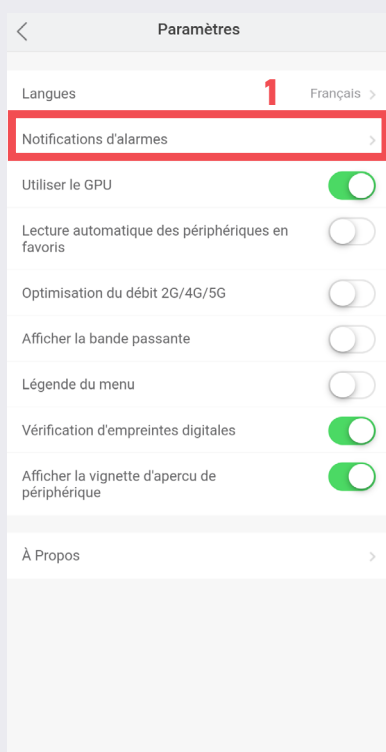 Paramètres
Langues
1
Français
Notifications d'alarmes
Utiliser le GPU
Lecture automatique des périphériques en
favoris
Optimisation du débit 2G/4G/5G
Afficher la bande passante
Légende du menu
Vérification d'empreintes digitales
Afficher la vignette d'apercu de
périphérique
À Propos